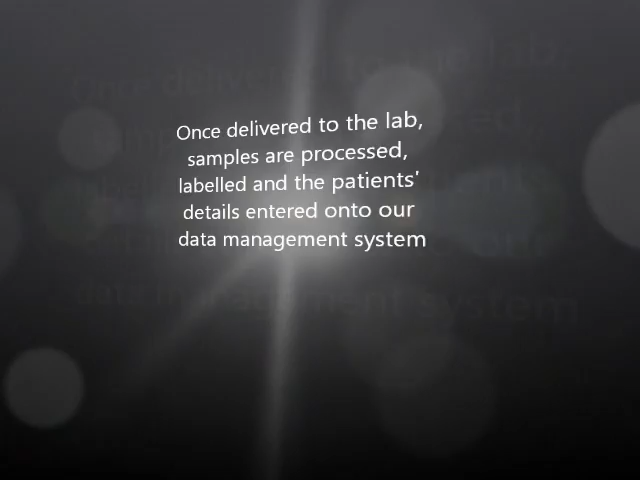 Once delivered to the lab,
samples are processed,
labelled and the patients'
details entered onto our
data management system